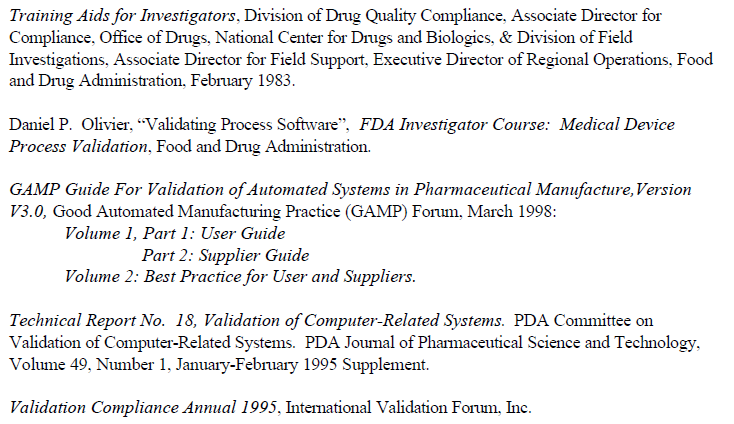 Training Aids for Investigators, Division of Drug Quality Compliance, Associate Director for
Compliance, Office of Drugs, National Center for Drugs and Biologics, & Division of Field
Investigations, Associate Director for Field Support, Executive Director of Regional Operations, Food
and Drug Administration, February 1983.
Daniel P. Olivier, “Validating Process Software”, FDA Investigator Course: Medical Device
Process Validation, Food and Drug Administration.
GAMP Guide For Validation of Automated Systems in Pharmaceutical Manufacture,Version
V3.0, Good Automated Manufacturing Practice (GAMP) Forum, March 1998:
Volume 1, Part 1: User Guide
Part 2: Supplier Guide
Volume 2: Best Practice for User and Suppliers.
Technical Report No. 18, Validation of Computer-Related Systems. PDA Committee on
Validation of Computer-Related Systems. PDA Journal of Pharmaceutical Science and Technology,
Volume 49, Number 1, January-February 1995 Supplement.
Validation Compliance Annual 1995, International Validation Forum, Inc.